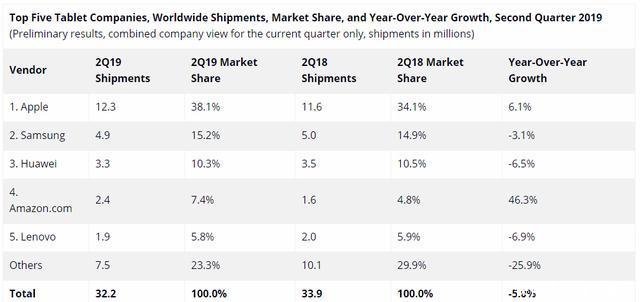 Top Five Tablet Companies, Worldwide Shipments, Market Share, and Year-Over-Year Growth, Second Quarter 2019
(Preliminary results, combined company view for the current quarter only, shipments in millions)
Vendor 2Q19 Shipments 2Q19 Market Share 2Q18 Shipments 2Q18 Market Share Year-Over-Year Growth
1. Apple 12.3 38.1% 11.6 34.1% 6.1%
2. Samsung 4.9 15.2% 5.0 14.9% -3.1%
3. Huawei 3.3 10.3% 3.5 10.5% -6.5%
4. Amazon.com 2.4 7.4% 1.6 4.8% 46.3%
5. Lenovo 1.9 5.8% 2.0 5.9% -6.9%
Others 7.5 23.3% 10.1 29.9% -25.9%
Total 32.2 100.0% 33.9 100.0% -5.0%